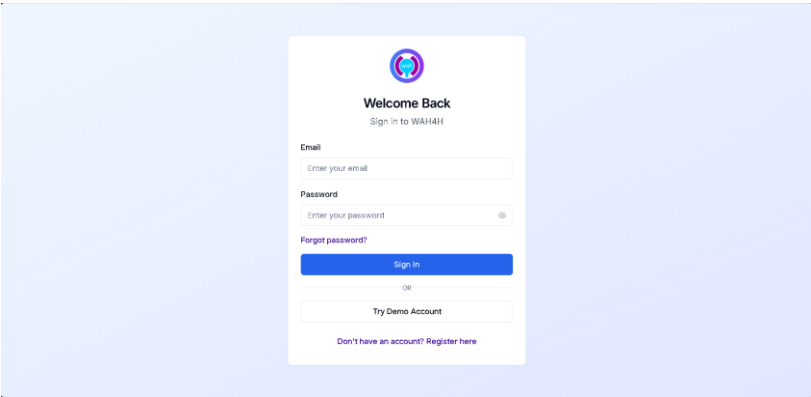 wah
Welcome Back
Sign in to WAH4H
Email
Enter your email
Password
Enter your password
Forgot password?
Sign In
OR
Try Demo Account
Don't have an account? Register here